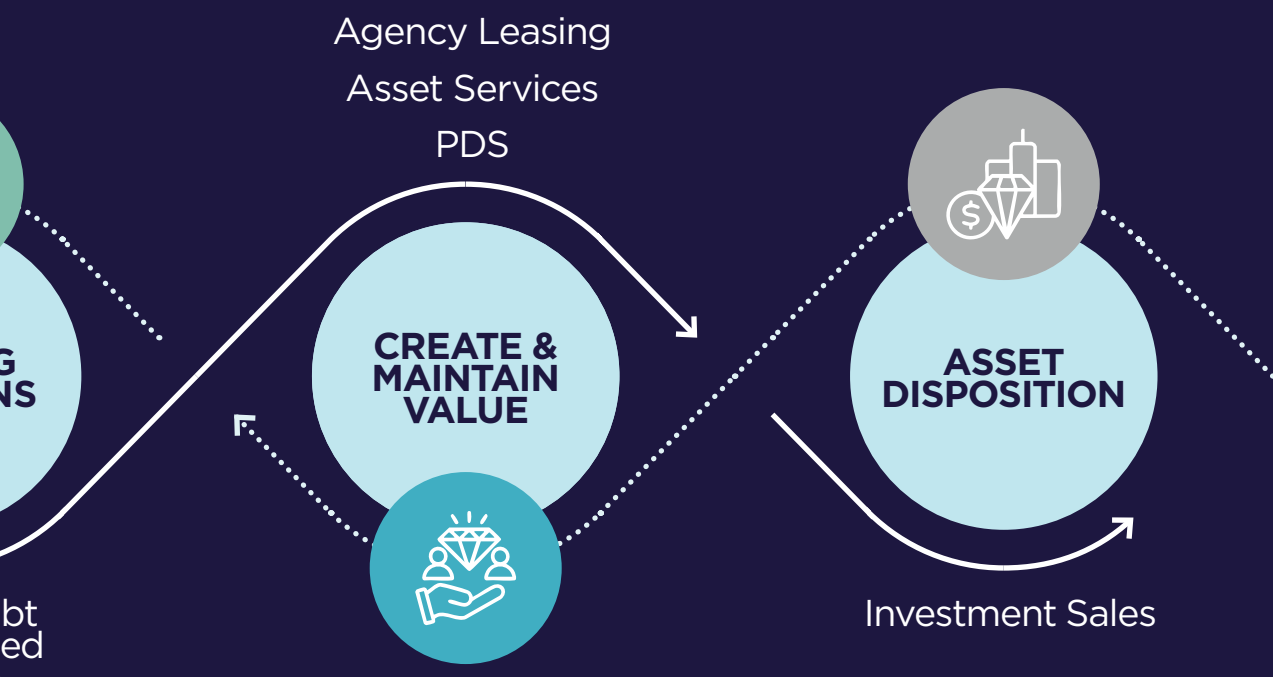 Agency Leasing
Asset Services
PDS
CREATE &
MAINTAIN
VALUE
ASSET
DISPOSITION
$
Investment Sales